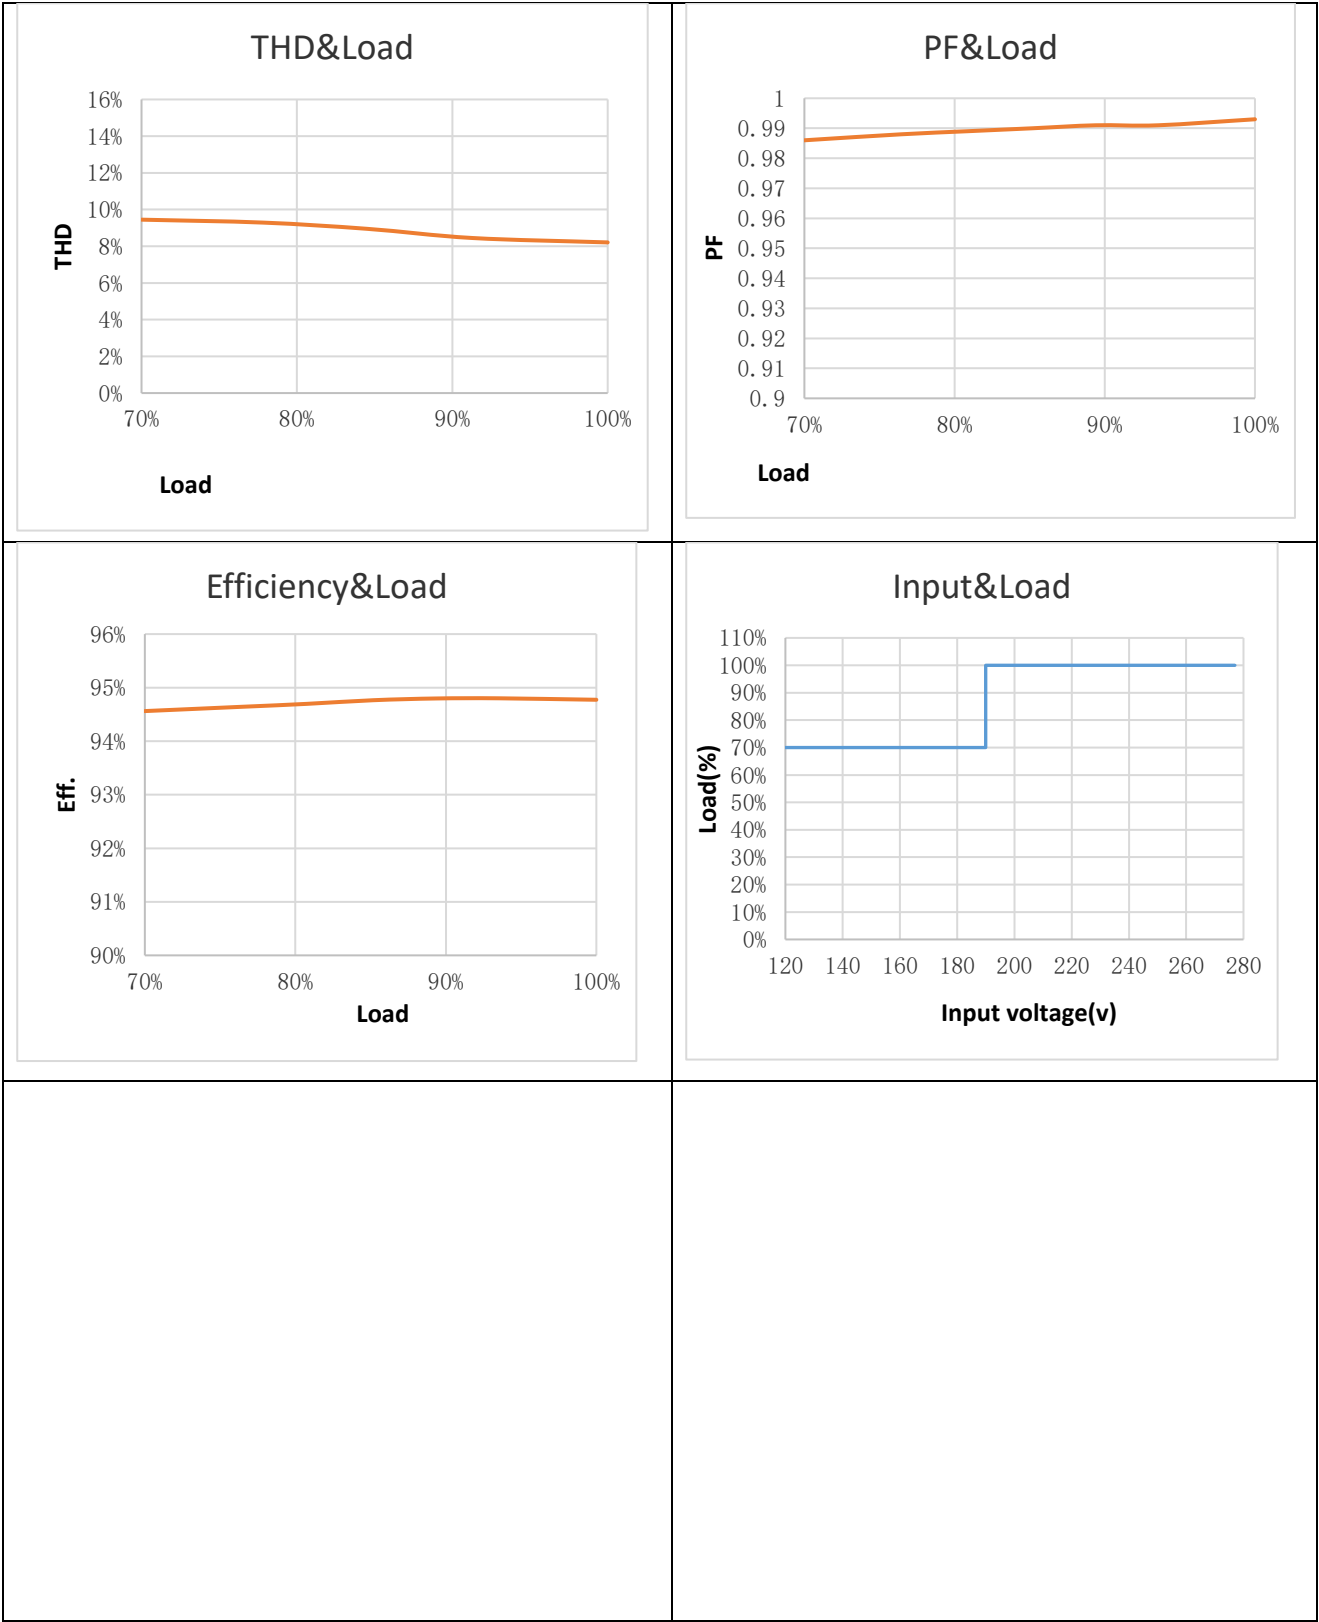 THD&Load
16%
14%
12%
10%
8%
6%
4%
2%
0%
THD
70% 80% 90% 100%
Load
PF&Load
1
0.99
0.98
0.97
0.96
0.95
0.94
0.93
0.92
0.91
0.9
PF
70% 80% 90% 100%
Load
Efficiency&Load
96%
95%
94%
93%
92%
91%
90%
Eff.
70% 80% 90% 100%
Load
Input&Load
110%
100%
90%
80%
70%
60%
50%
40%
30%
20%
10%
0%
Load(%)
120 140 160 180 200 220 240 260 280
Input voltage(v)